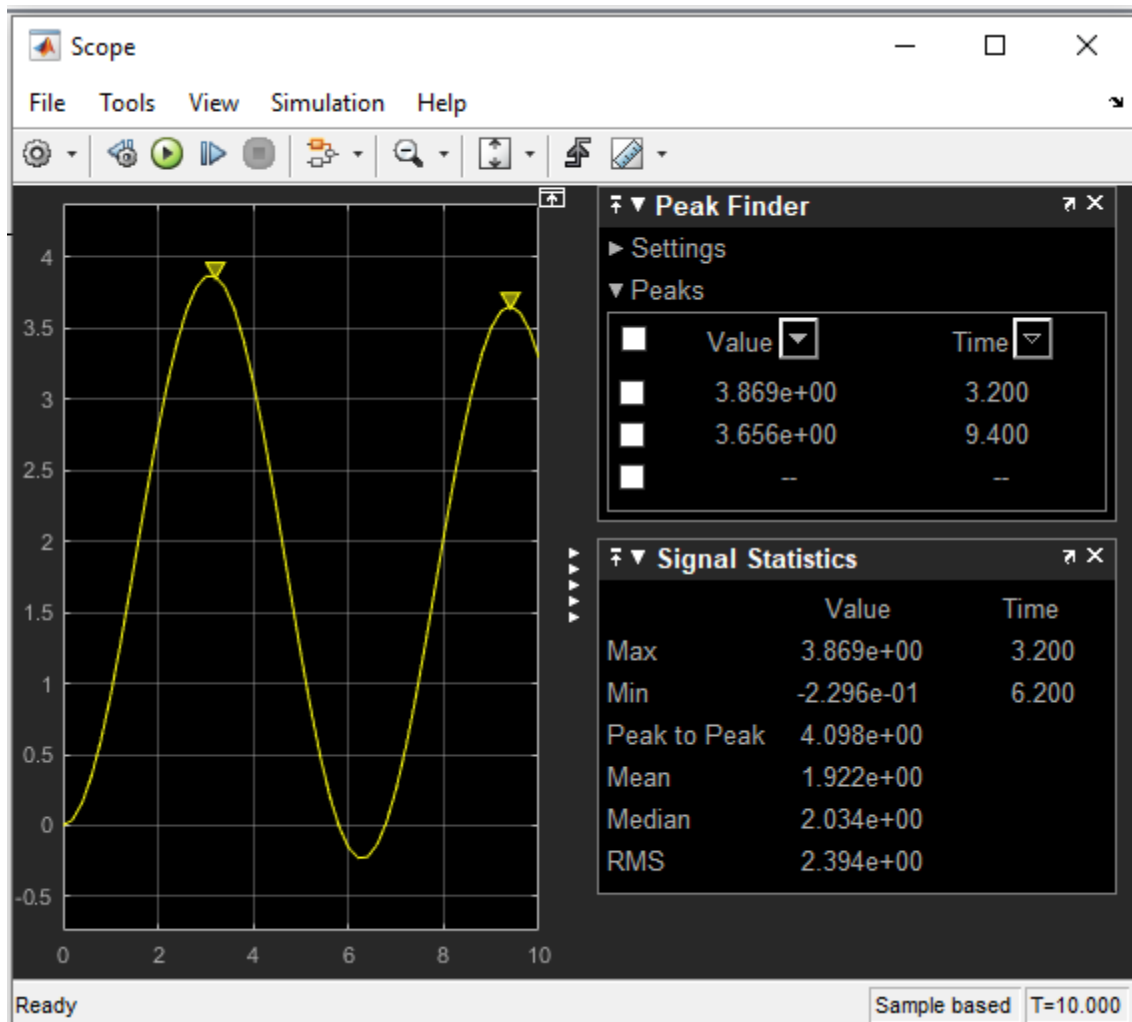 Scope
File Tools View Simulation Help
4
3.5
3
2.5
2
1.5
1
0.5
0
-0.5
0 2 4 6 8 10
Peak Finder
Settings
Peaks
Value Time
3.869e+00 3.200
3.656e+00 9.400
-- --
Signal Statistics
Value Time
Max 3.869e+00 3.200
Min -2.296e-01 6.200
Peak to Peak 4.098e+00
Mean 1.922e+00
Median 2.034e+00
RMS 2.394e+00
Ready Sample based T=10.000